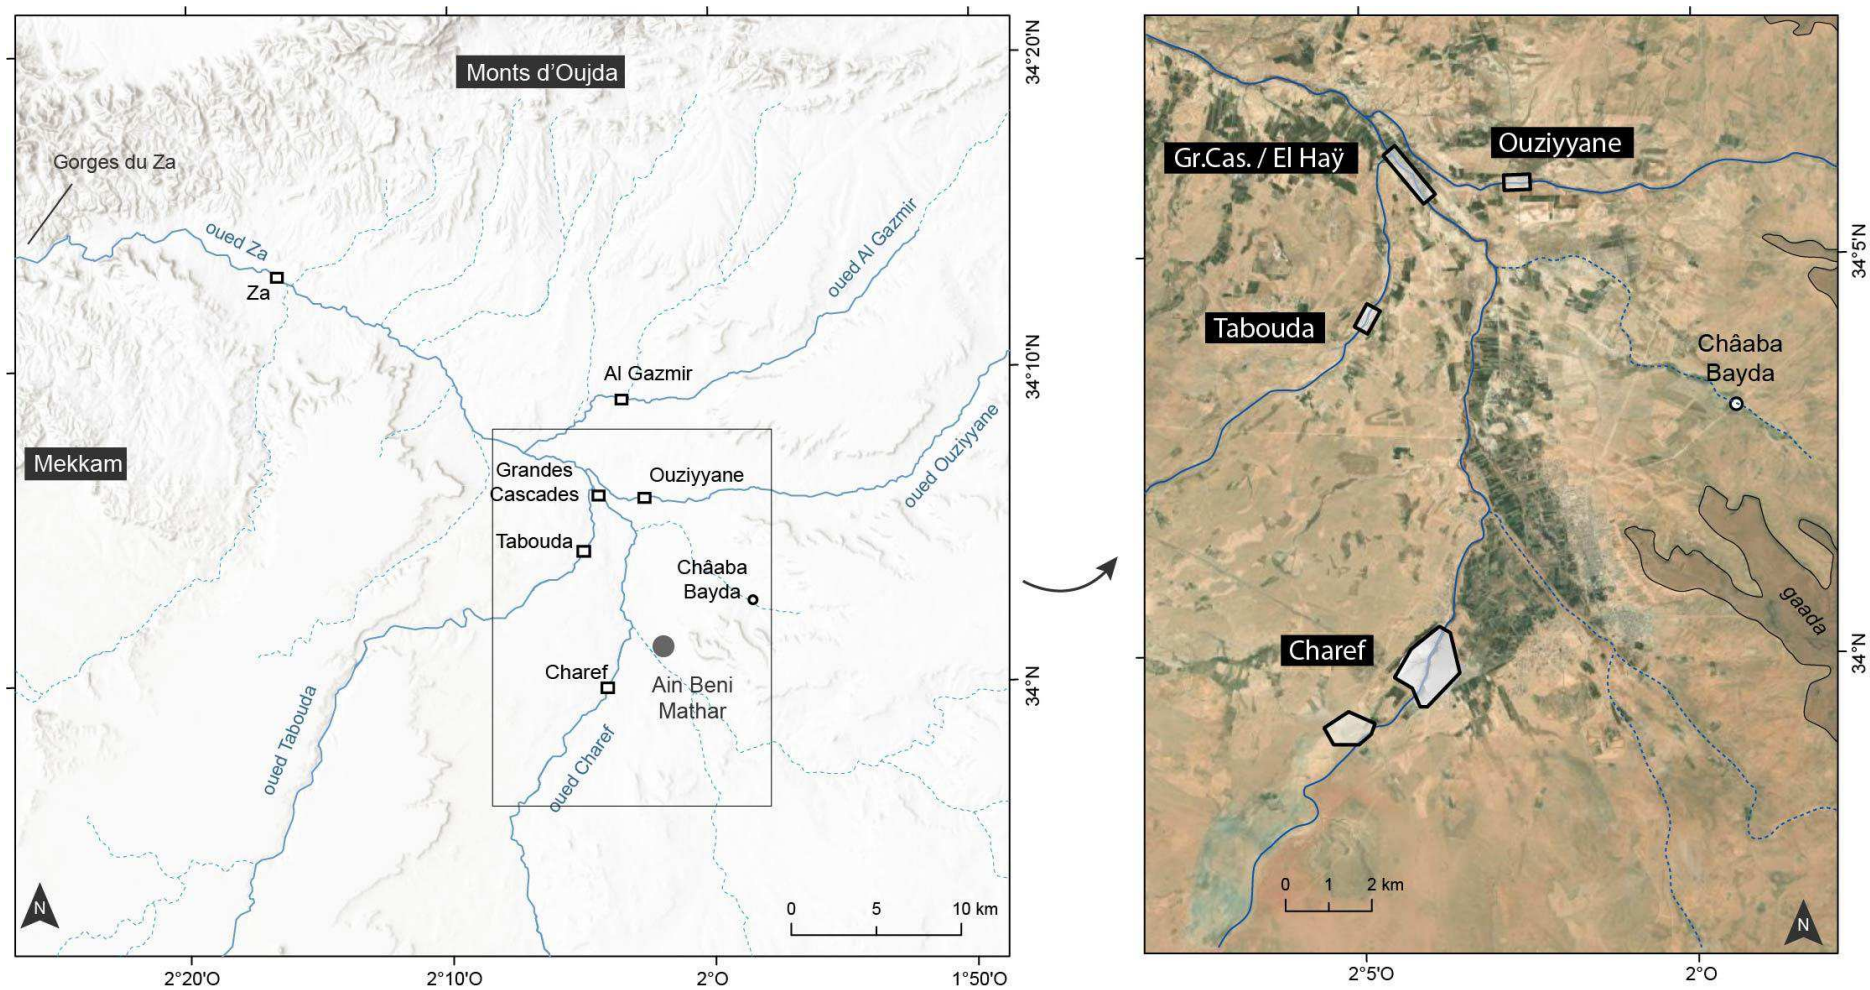 Monts d'Oujda
34°20'N
Gorges du Za
oued Za
Za
oued Al Gazmir
34°10'N
Al Gazmir
Mekkam
Grandes
Cascades
Ouziyyane
oued Ouziyyane
Tabouda
Châaba
Bayda
Charef
Ain Beni
Mathar
34°N
oued Tabouda
oued Charef
N
0 5 10 km
2°20'O
2°10'O
2°O
1°50'O
Gr.Cas. / El Haÿ
Ouziyyane
34°5'N
Tabouda
Châaba
Bayda
gaada
Charef
34°N
0 1 2 km
N
2°5'O
2°O